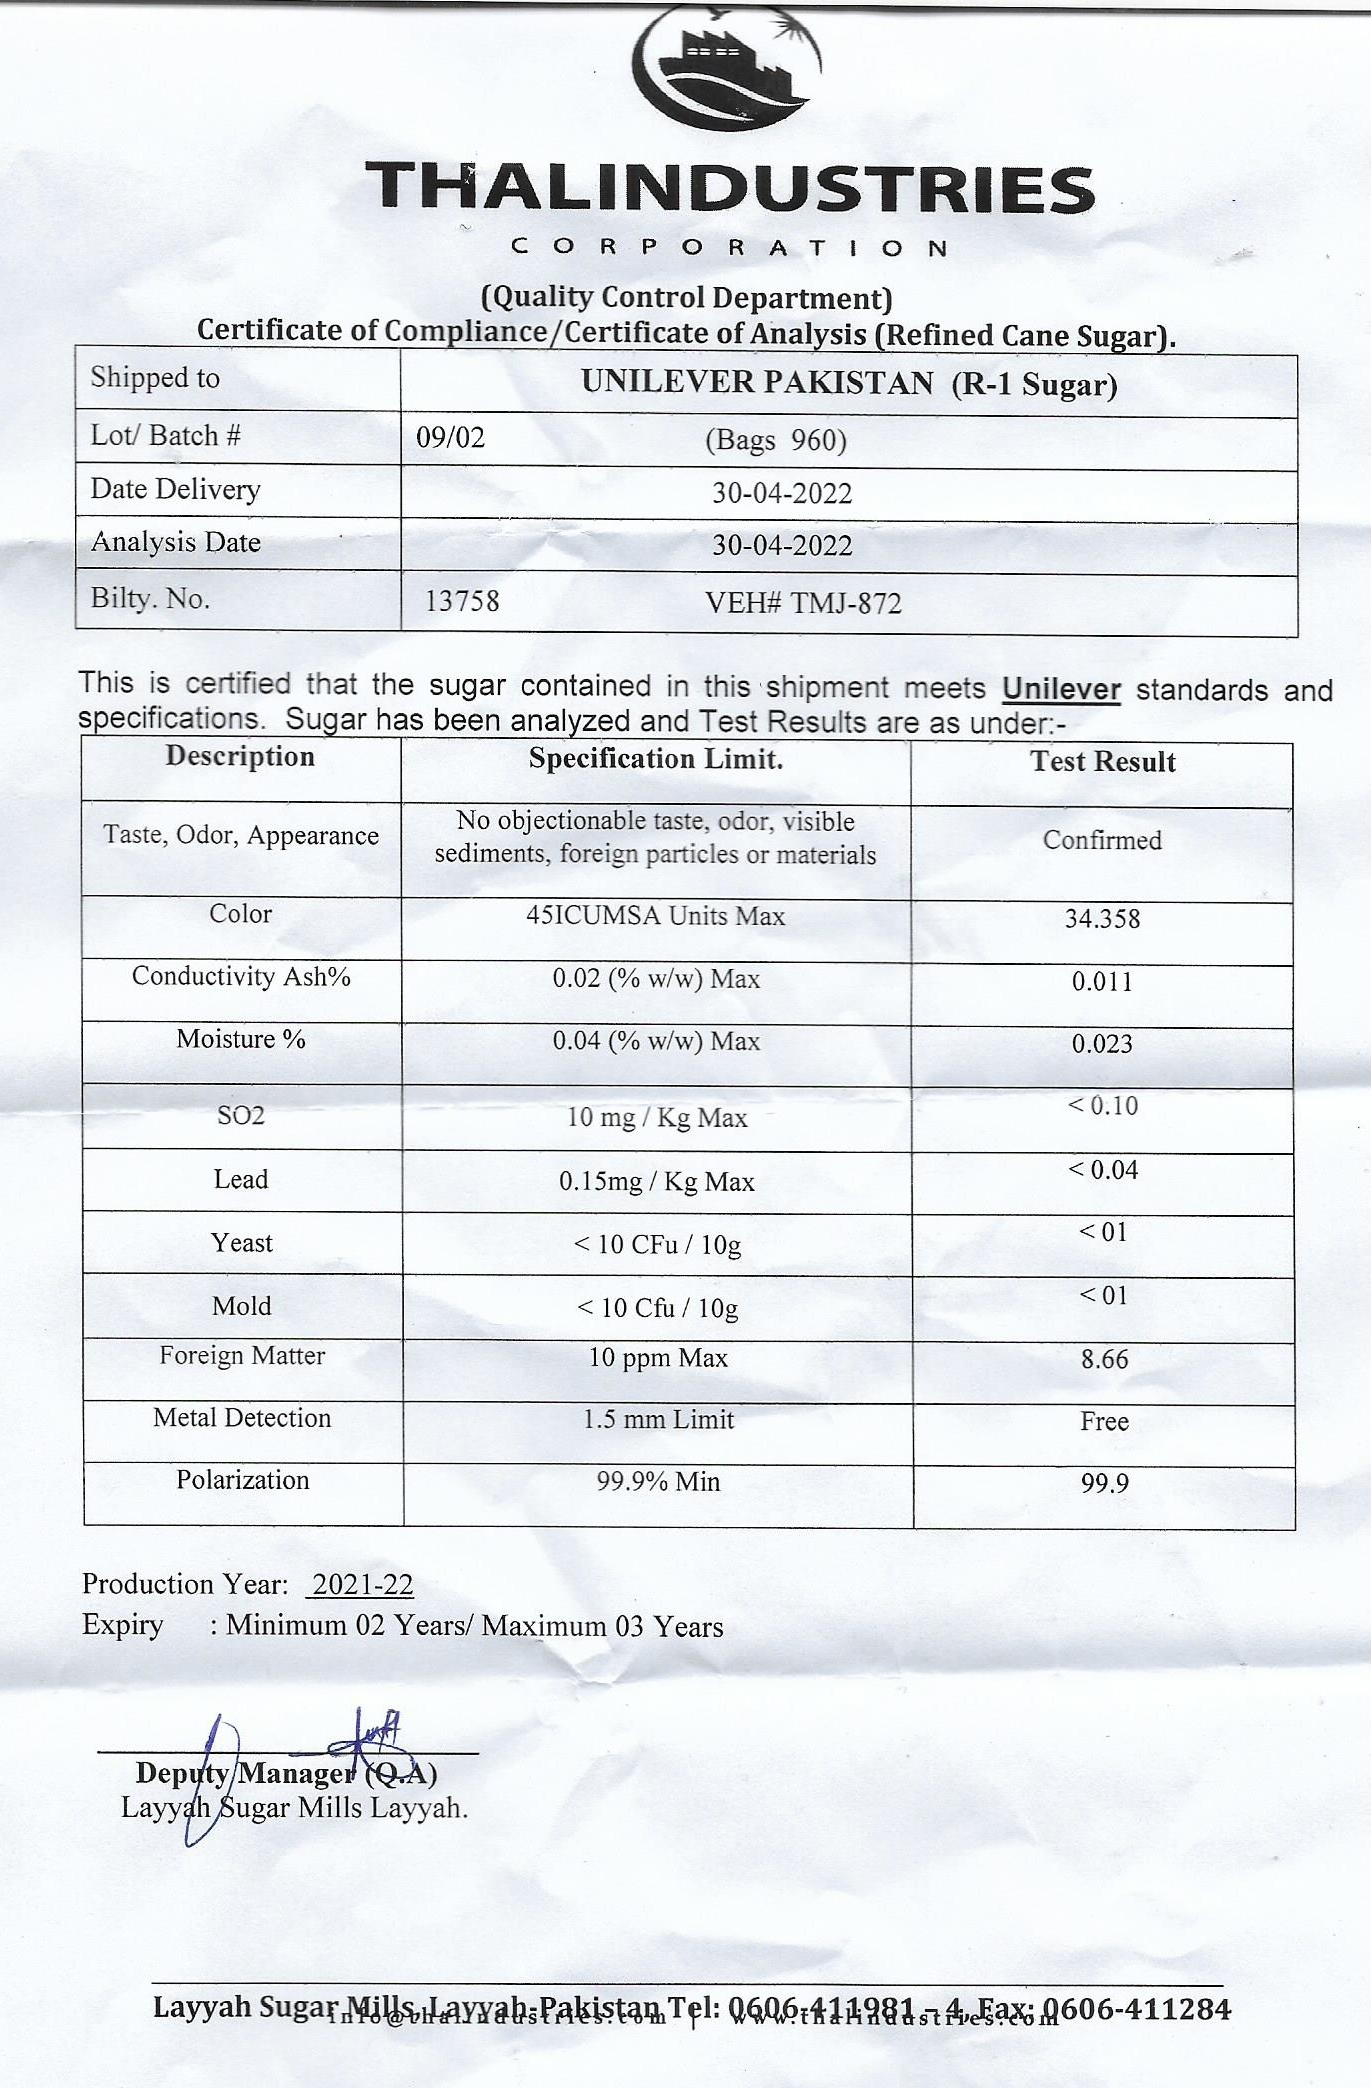 THALINDUSTRIES
CORPORATION
(Quality Control Department)
Certificate of Compliance/Certificate of Analysis (Refined Cane Sugar).
Shipped to UNILEVER PAKISTAN (R-1 Sugar)
Lot/ Batch # 09/02 (Bags 960)
Date Delivery 30-04-2022
Analysis Date 30-04-2022
Bilty. No. 13758 VEH# TMJ-872
This is certified that the sugar contained in this shipment meets Unilever standards and
specifications. Sugar has been analyzed and Test Results are as under:-
Description Specification Limit. Test Result
Taste, Odor, Appearance No objectionable taste, odor, visible
sediments, foreign particles or materials Confirmed
Color 45ICUMSA Units Max 34.358
Conductivity Ash% 0.02 (% w/w) Max 0.011
Moisture % 0.04 (% w/w) Max 0.023
SO2 10 mg / Kg Max < 0.10
Lead 0.15mg / Kg Max < 0.04
Yeast < 10 CFu / 10g < 01
Mold < 10 Cfu / 10g < 01
Foreign Matter 10 ppm Max 8.66
Metal Detection 1.5 mm Limit Free
Polarization 99.9% Min 99.9
Production Year: 2021-22
Expiry : Minimum 02 Years/ Maximum 03 Years
Deputy Manager (Q.A)
Layyah Sugar Mills Layyah.
Layyah Sugar Mills, Layyah-Pakistan Tel: 0606-411981 – 4, Fax: 0606-411284
info@thalindustries.com | www.thalindustries.com